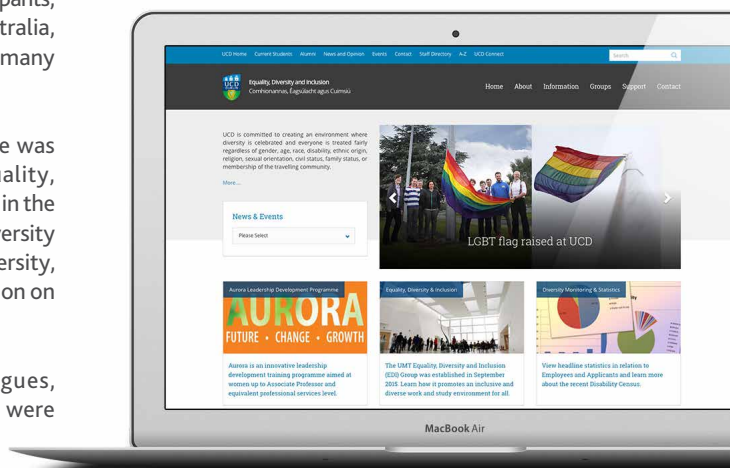 pants,
tralia,
many
e was
ality,
in the
versity
ersity,
on on
gues,
were
UCD Home Current Students Alumni News and Opinion Events Contact Staff Directory A-Z UCD Connect
Search
UCD
DUBLIN
Equality, Diversity and Inclusion
Comhionannas, Éagsúlacht agus Cuimsiú
Home About Information Groups Support Contact
UCD is committed to creating an environment where
diversity is celebrated and everyone is treated fairly
regardless of gender, age, race, disability, ethnic origin,
religion, sexual orientation, civil status, family status, or
membership of the travelling community.
More ...
News & Events
Please Select
LGBT flag raised at UCD
Aurora Leadership Development Programme
AURORA
FUTURE • CHANGE • GROWTH
Aurora is an innovative leadership
development training programme aimed at
women up to Associate Professor and
equivalent professional services level.
Equality, Diversity & Inclusion
The UMT Equality, Diversity and Inclusion
(EDI) Group was established in September
2015. Learn how it promotes an inclusive and
diverse work and study environment for all.
Diversity Monitoring & Statistics
View headline statistics in relation to
Employees and Applicants and learn more
about the recent Disability Census.
MacBook Air